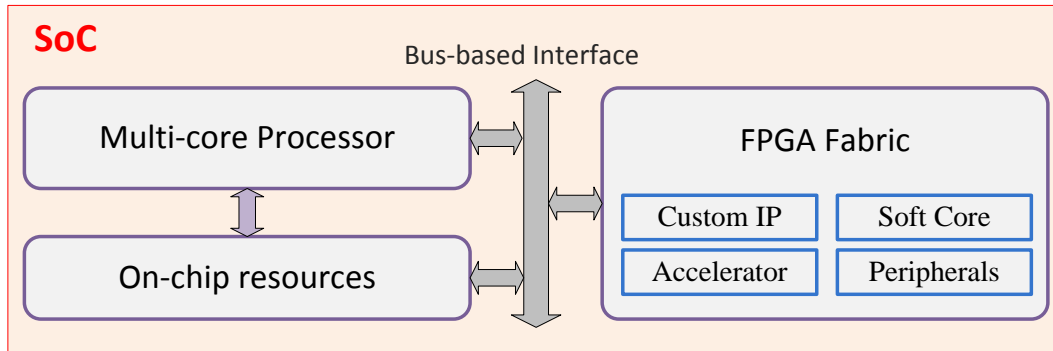 SoC
Bus-based Interface
Multi-core Processor
On-chip resources
FPGA Fabric
Custom IP
Soft Core
Accelerator
Peripherals